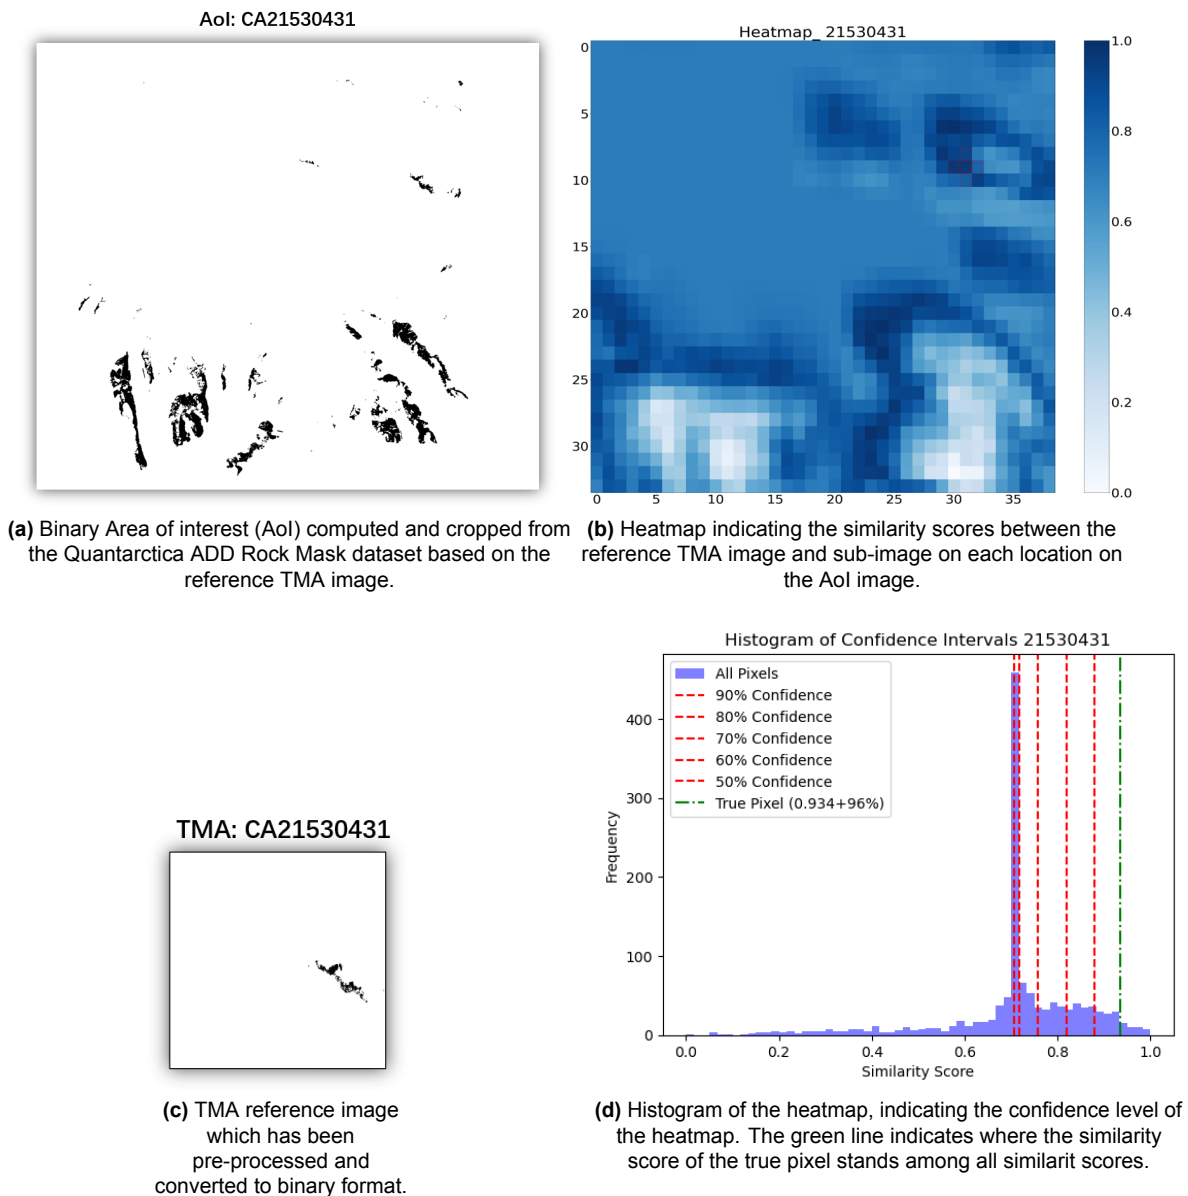 AoI: CA21530431
(a) Binary Area of interest (AoI) computed and cropped from
the Quantarctica ADD Rock Mask dataset based on the
reference TMA image.
Heatmap_ 21530431
0
5
10
15
20
25
30
0
5
10
15
20
25
30
35
1.0
0.8
0.6
0.4
0.2
0.0
(b) Heatmap indicating the similarity scores between the
reference TMA image and sub-image on each location on
the AoI image.
TMA: CA21530431
(c) TMA reference image
which has been
pre-processed and
converted to binary format.
Histogram of Confidence Intervals 21530431
All Pixels
90% Confidence
80% Confidence
70% Confidence
60% Confidence
50% Confidence
True Pixel (0.934+96%)
Frequency
400
300
200
100
0
0.0
0.2
0.4
0.6
0.8
1.0
Similarity Score
(d) Histogram of the heatmap, indicating the confidence level of
the heatmap. The green line indicates where the similarity
score of the true pixel stands among all similarit scores.